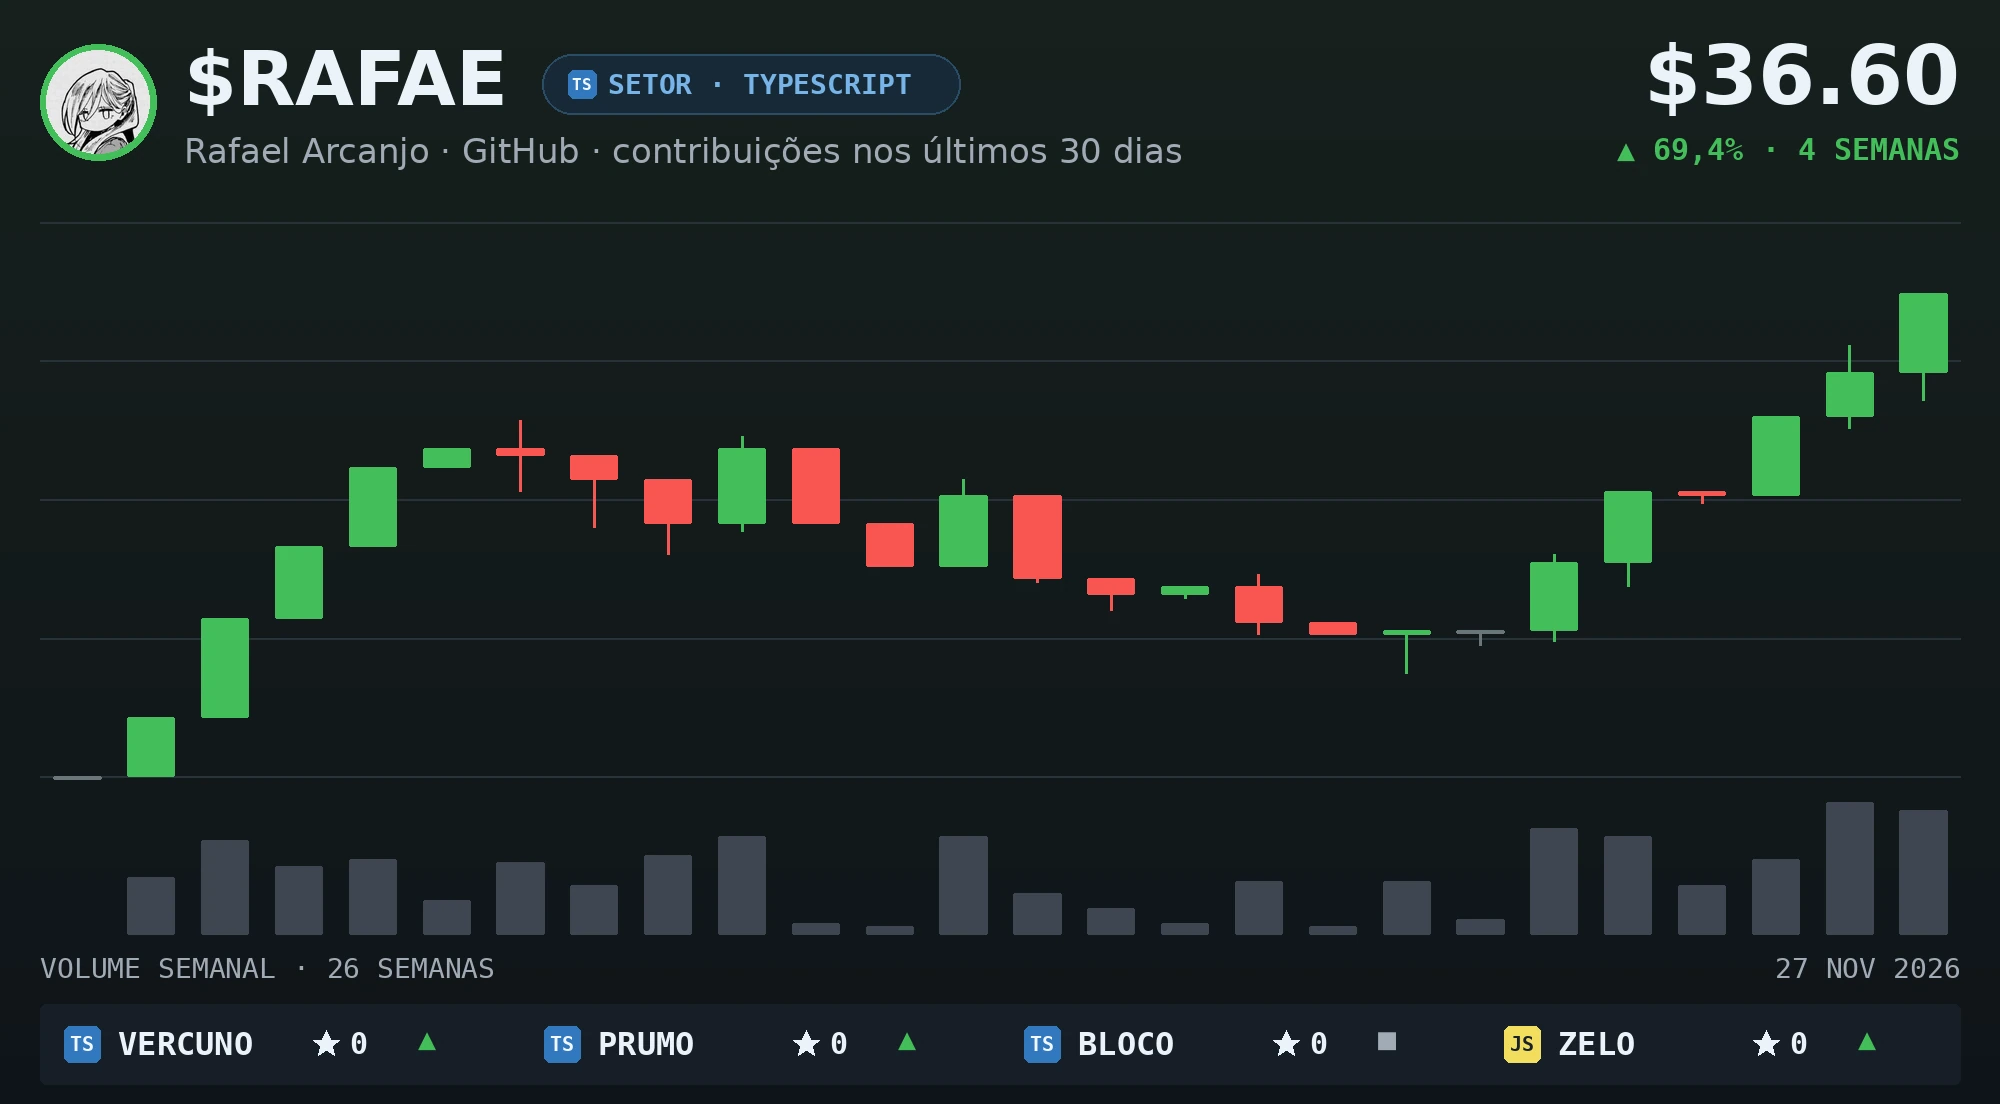 $RAFAE
TS SETOR · TYPESCRIPT
$36.60
Rafael Arcanjo · GitHub · contribuições nos últimos 30 dias
▲ 69,4% · 4 SEMANAS
VOLUME SEMANAL · 26 SEMANAS
27 NOV 2026
TS VERCUNO ★ 0 ▲
TS PRUMO ★ 0 ▲
TS BLOCO ★ 0 ■
JS ZELO ★ 0 ▲